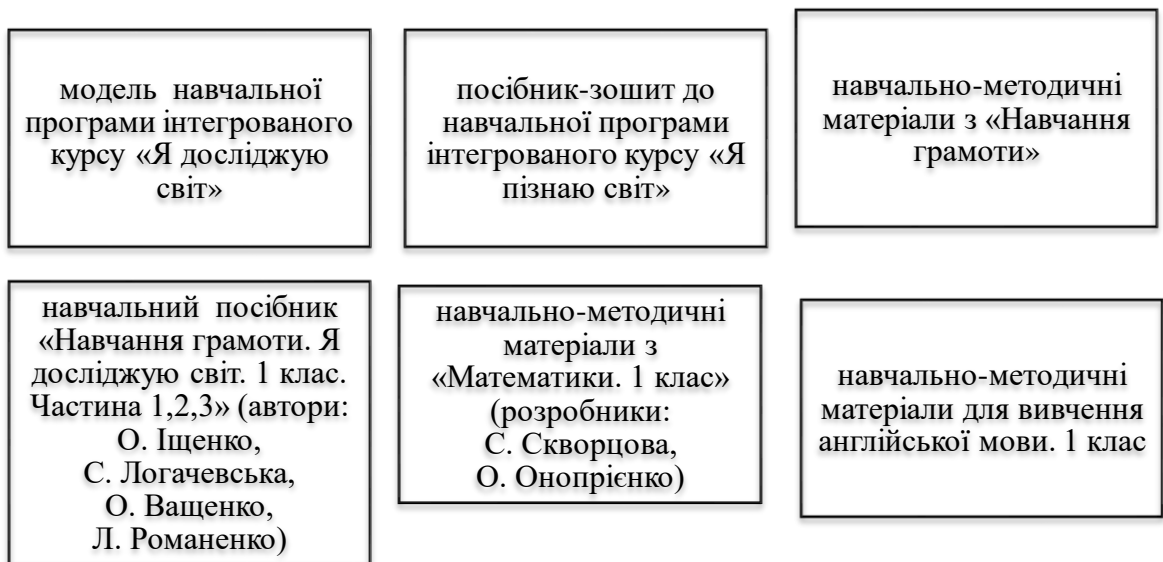 модель навчальної
програми інтегрованого
курсу «Я досліджую
світ»
посібник-зошит до
навчальної програми
інтегрованого курсу «Я
пізнаю світ»
навчально-методичні
матеріали з «Навчання
грамоти»
навчальний посібник
«Навчання грамоти. Я
досліджую світ. 1 клас.
Частина 1,2,3» (автори:
О. Іщенко,
С. Логачевська,
О. Ващенко,
Л. Романенко)
навчально-методичні
матеріали з
«Математики. 1 клас»
(розробники:
С. Скворцова,
О. Онопрієнко)
навчально-методичні
матеріали для вивчення
англійської мови. 1 клас